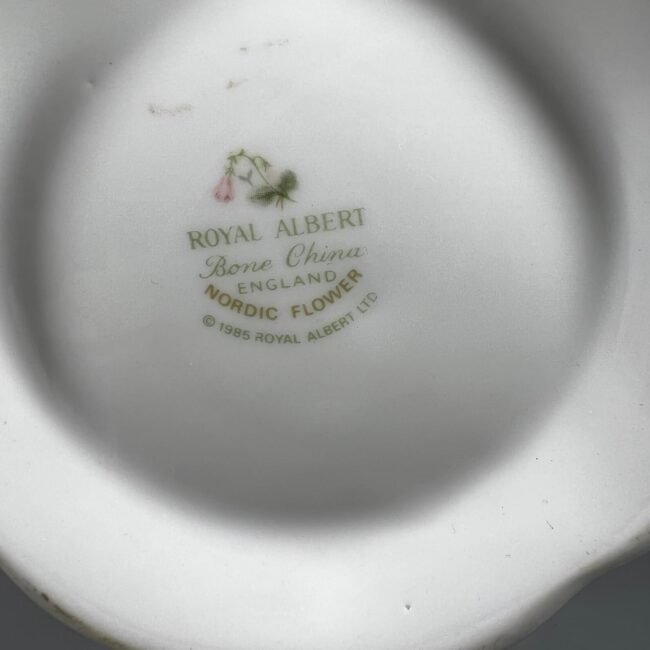 ROYAL ALBERT
Bone China
ENGLAND
NORDIC FLOWER
© 1985 ROYAL ALBERT LTD